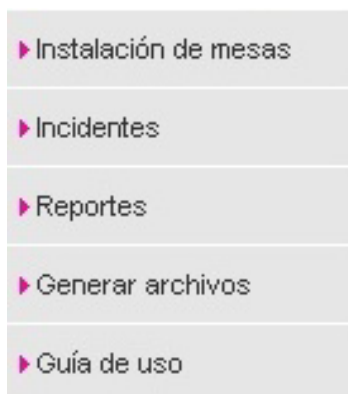 Instalación de mesas
Incidentes
Reportes
Generar archivos
Guía de uso